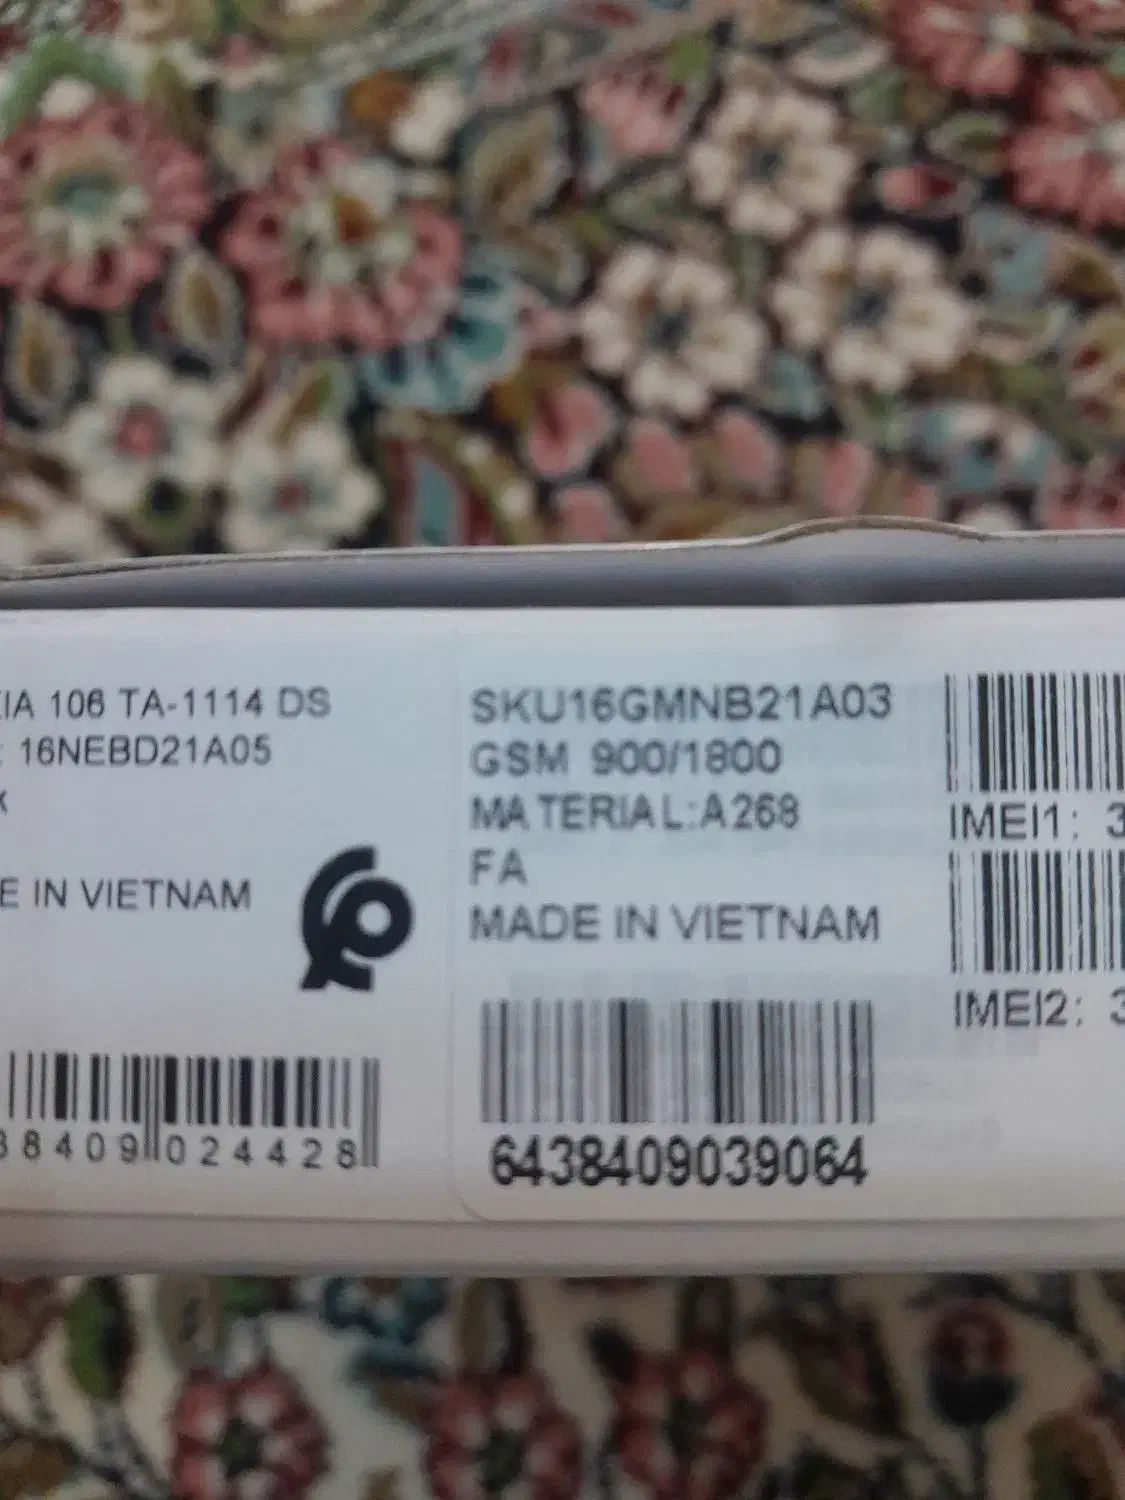 IA 106 TA-1114 DS
: 16NEBD21A05
E IN VIETNAM
38409 024428
SKU16GMNB21A03
GSM 900/1800
MATERIAL:A268
FA
MADE IN VIETNAM
6438409039064
IMEI1: 3
IMEI2: 3